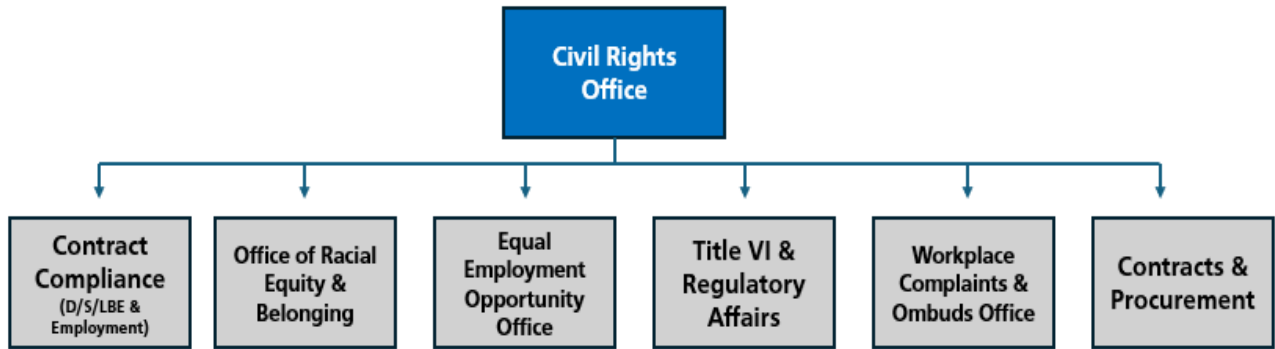 Civil Rights
Office
Contract
Compliance
(D/S/LBE &
Employment)
Office of Racial
Equity &
Belonging
Equal
Employment
Opportunity
Office
Title VI &
Regulatory
Affairs
Workplace
Complaints &
Ombuds Office
Contracts &
Procurement